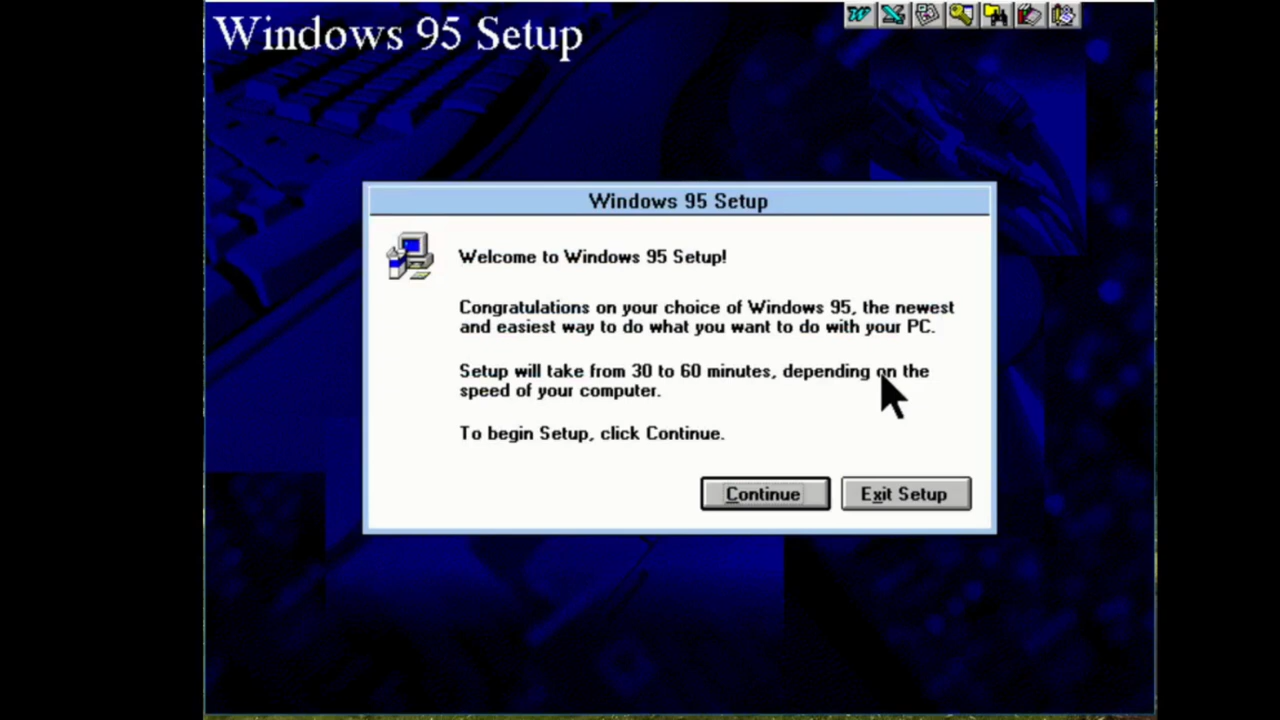 Windows 95 Setup
Windows 95 Setup
Welcome to Windows 95 Setup!
Congratulations on your choice of Windows 95, the newest
and easiest way to do what you want to do with your PC.
Setup will take from 30 to 60 minutes, depending on the
speed of your computer.
To begin Setup, click Continue.
Continue
Exit Setup